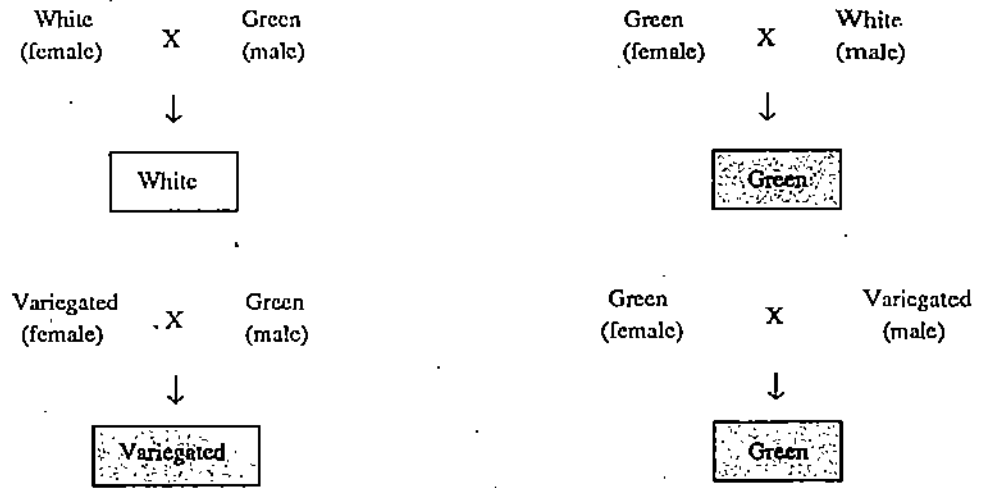 White Green
(female) X (male)
↓
White
Green White
(female) X (male)
↓
Green
Variegated Green
(female) X (male)
↓
Variegated
Green Variegated
(female) X (male)
↓
Green